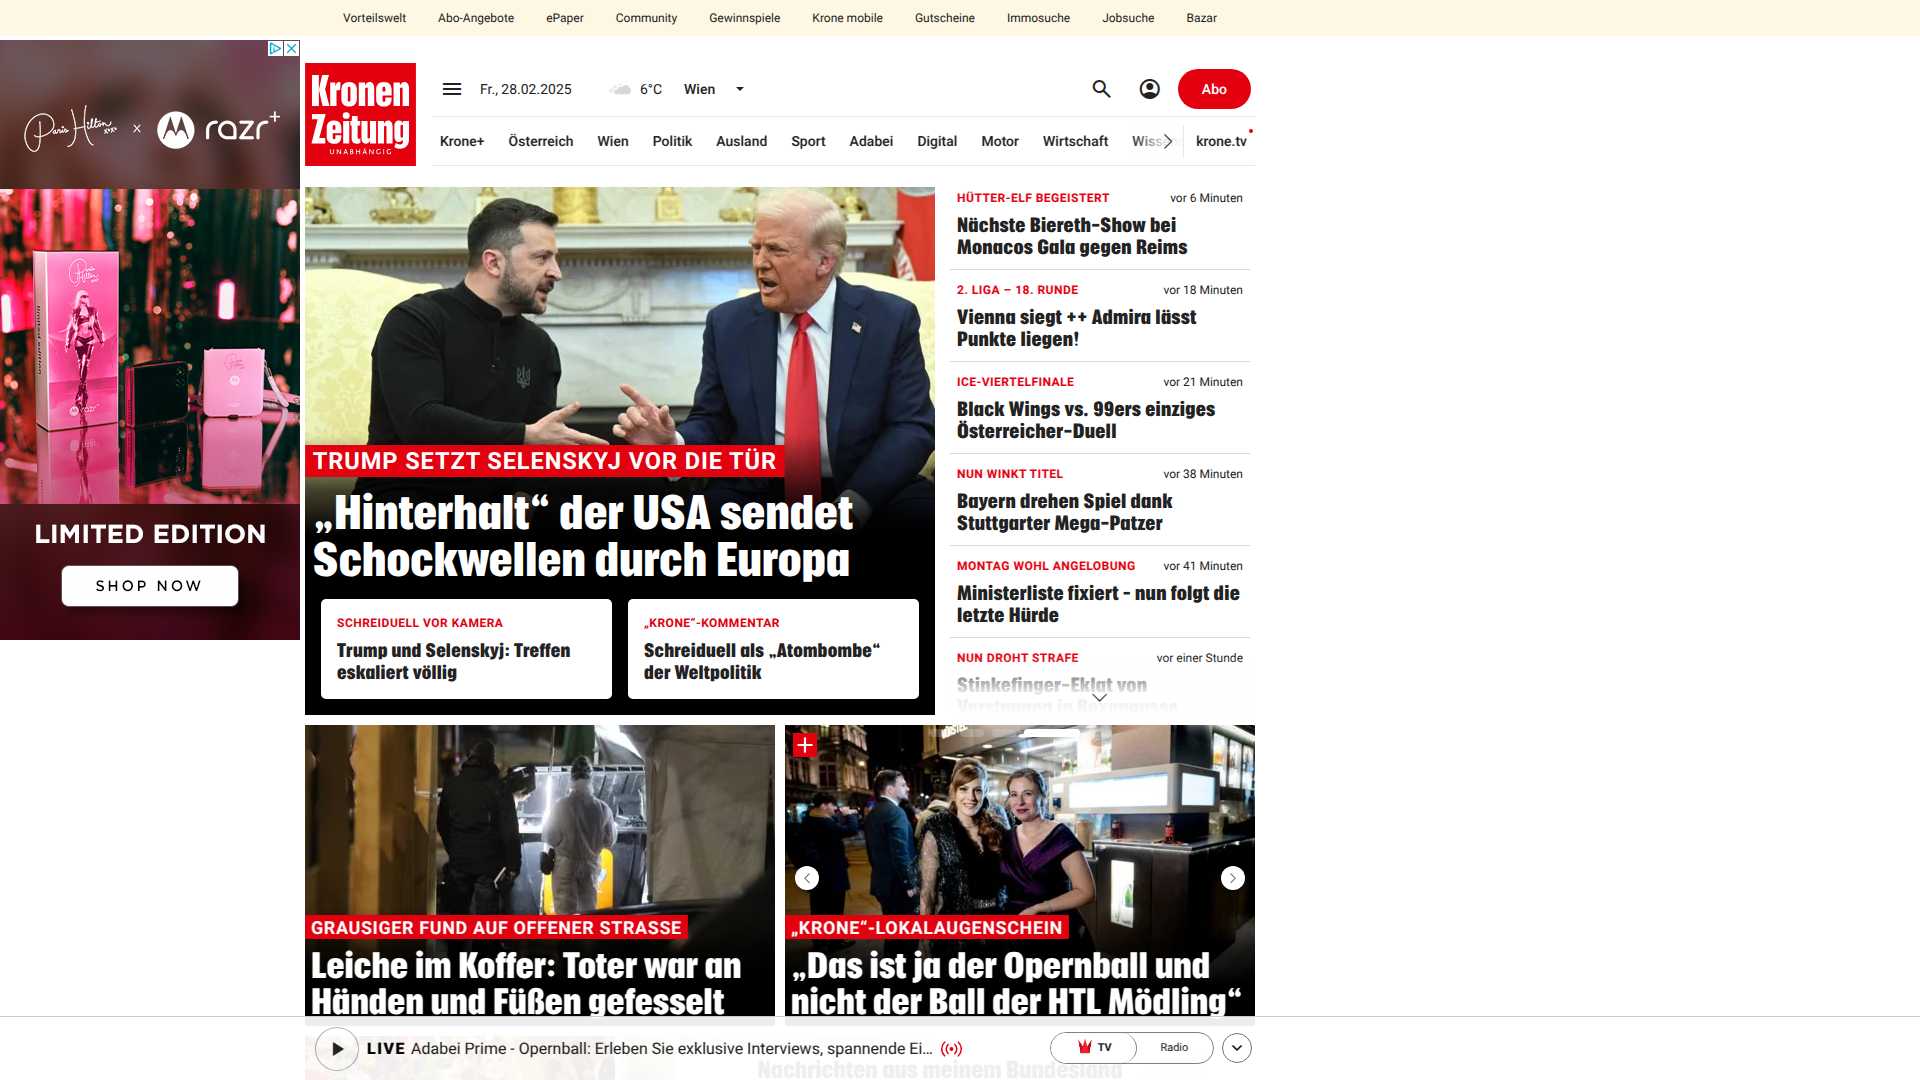 Vorteilswelt Abo-Angebote ePaper Community Gewinnspiele Krone mobile Gutscheine Immosuche Jobsuche Bazar
Paris Hilton x razr+
LIMITED EDITION
SHOP NOW
Kronen
Zeitung
UNABHÄNGIG
Fr., 28.02.2025 6°C Wien Abo
Krone+ Österreich Wien Politik Ausland Sport Adabei Digital Motor Wirtschaft krone.tv
TRUMP SETZT SELENSKYJ VOR DIE TÜR
„Hinterhalt“ der USA sendet
Schockwellen durch Europa
SCHREIDUELL VOR KAMERA
Trump und Selenskyj: Treffen
eskaliert völlig
„KRONE“-KOMMENTAR
Schreiduell als „Atombombe“
der Weltpolitik
HÜTTER-ELF BEGEISTERT vor 6 Minuten
Nächste Biereth-Show bei
Monacos Gala gegen Reims
2. LIGA – 18. RUNDE vor 18 Minuten
Vienna siegt ++ Admira lässt
Punkte liegen!
ICE-VIERTELFINALE vor 21 Minuten
Black Wings vs. 99ers einziges
Österreicher-Duell
NUN WINKT TITEL vor 38 Minuten
Bayern drehen Spiel dank
Stuttgarter Mega-Patzer
MONTAG WOHL ANGELOBUNG vor 41 Minuten
Ministerliste fixiert - nun folgt die
letzte Hürde
NUN DROHT STRAFE vor einer Stunde
Stinkefinger-Eklat von
Verstappen in Boxengasse
GRAUSIGER FUND AUF OFFENER STRASSE
Leiche im Koffer: Toter war an
Händen und Füßen gefesselt
„KRONE“-LOKALAUGENSCHEIN
„Das ist ja der Opernball und
nicht der Ball der HTL Mödling“
LIVE Adabei Prime - Opernball: Erleben Sie exklusive Interviews, spannende Ei... TV Radio
Nachrichten aus meinem Bundesland